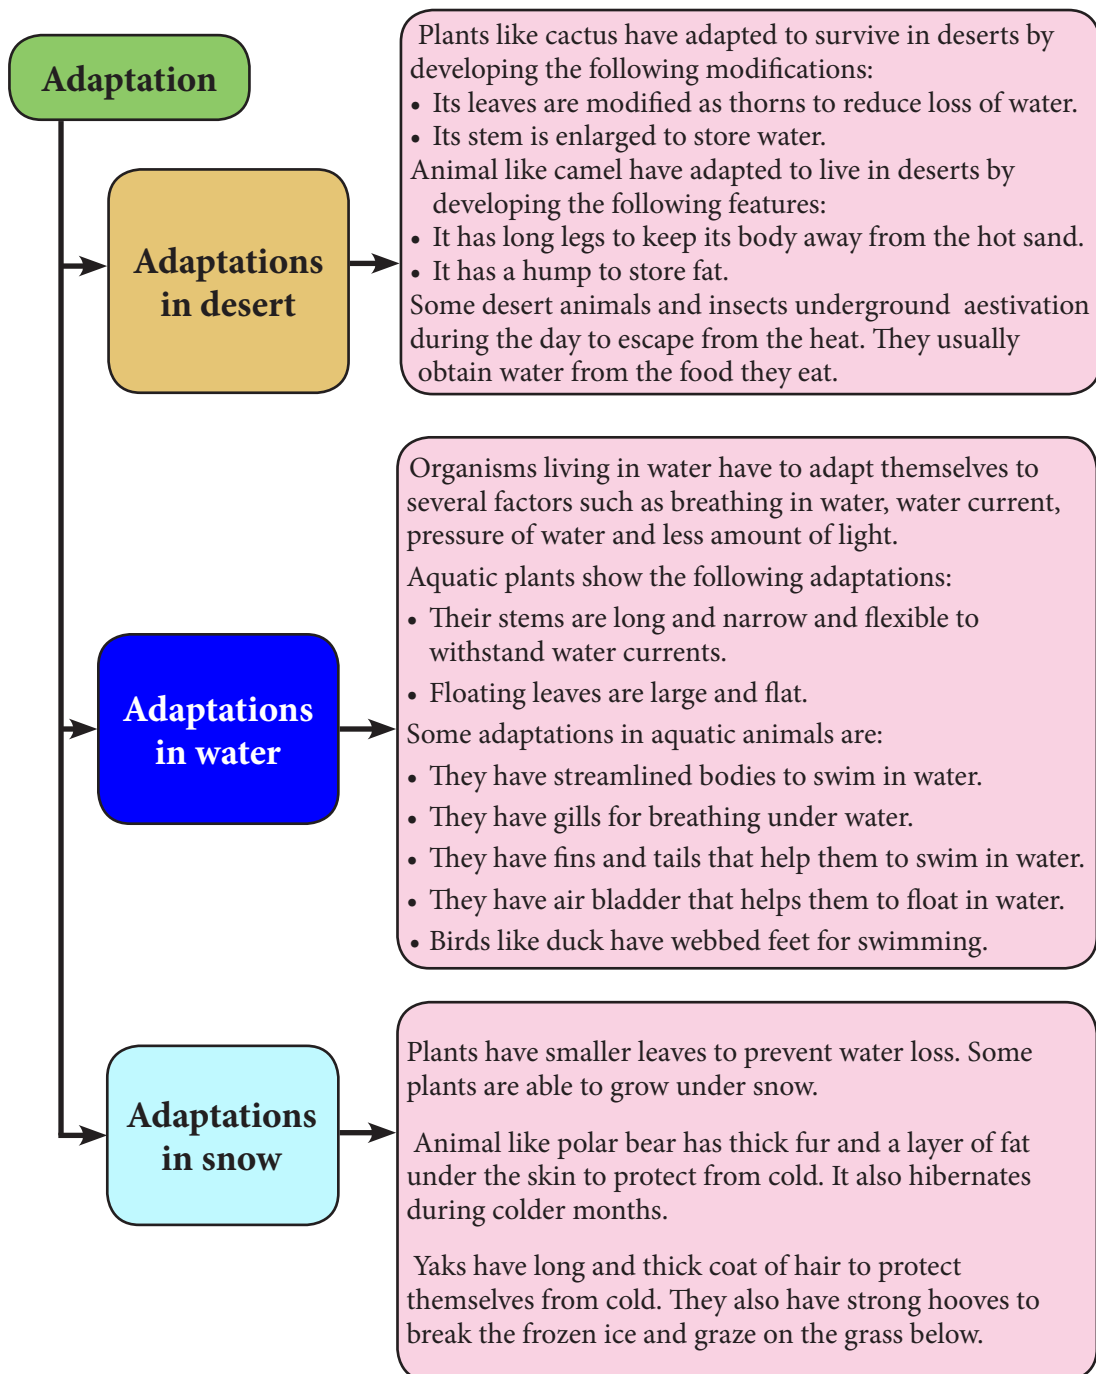 Adaptation
Adaptations
in desert
Plants like cactus have adapted to survive in deserts by
developing the following modifications:
• Its leaves are modified as thorns to reduce loss of water.
• Its stem is enlarged to store water.
Animal like camel have adapted to live in deserts by
developing the following features:
• It has long legs to keep its body away from the hot sand.
• It has a hump to store fat.
Some desert animals and insects underground aestivation
during the day to escape from the heat. They usually
obtain water from the food they eat.
Adaptations
in water
Organisms living in water have to adapt themselves to
several factors such as breathing in water, water current,
pressure of water and less amount of light.
Aquatic plants show the following adaptations:
• Their stems are long and narrow and flexible to
withstand water currents.
• Floating leaves are large and flat.
Some adaptations in aquatic animals are:
• They have streamlined bodies to swim in water.
• They have gills for breathing under water.
• They have fins and tails that help them to swim in water.
• They have air bladder that helps them to float in water.
• Birds like duck have webbed feet for swimming.
Adaptations
in snow
Plants have smaller leaves to prevent water loss. Some
plants are able to grow under snow.
Animal like polar bear has thick fur and a layer of fat
under the skin to protect from cold. It also hibernates
during colder months.
Yaks have long and thick coat of hair to protect
themselves from cold. They also have strong hooves to
break the frozen ice and graze on the grass below.